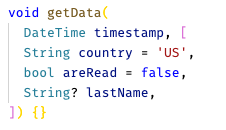 void getData(
  DateTime timestamp, [
  String country = 'US',
  bool areRead = false,
  String? lastName,
]) {}